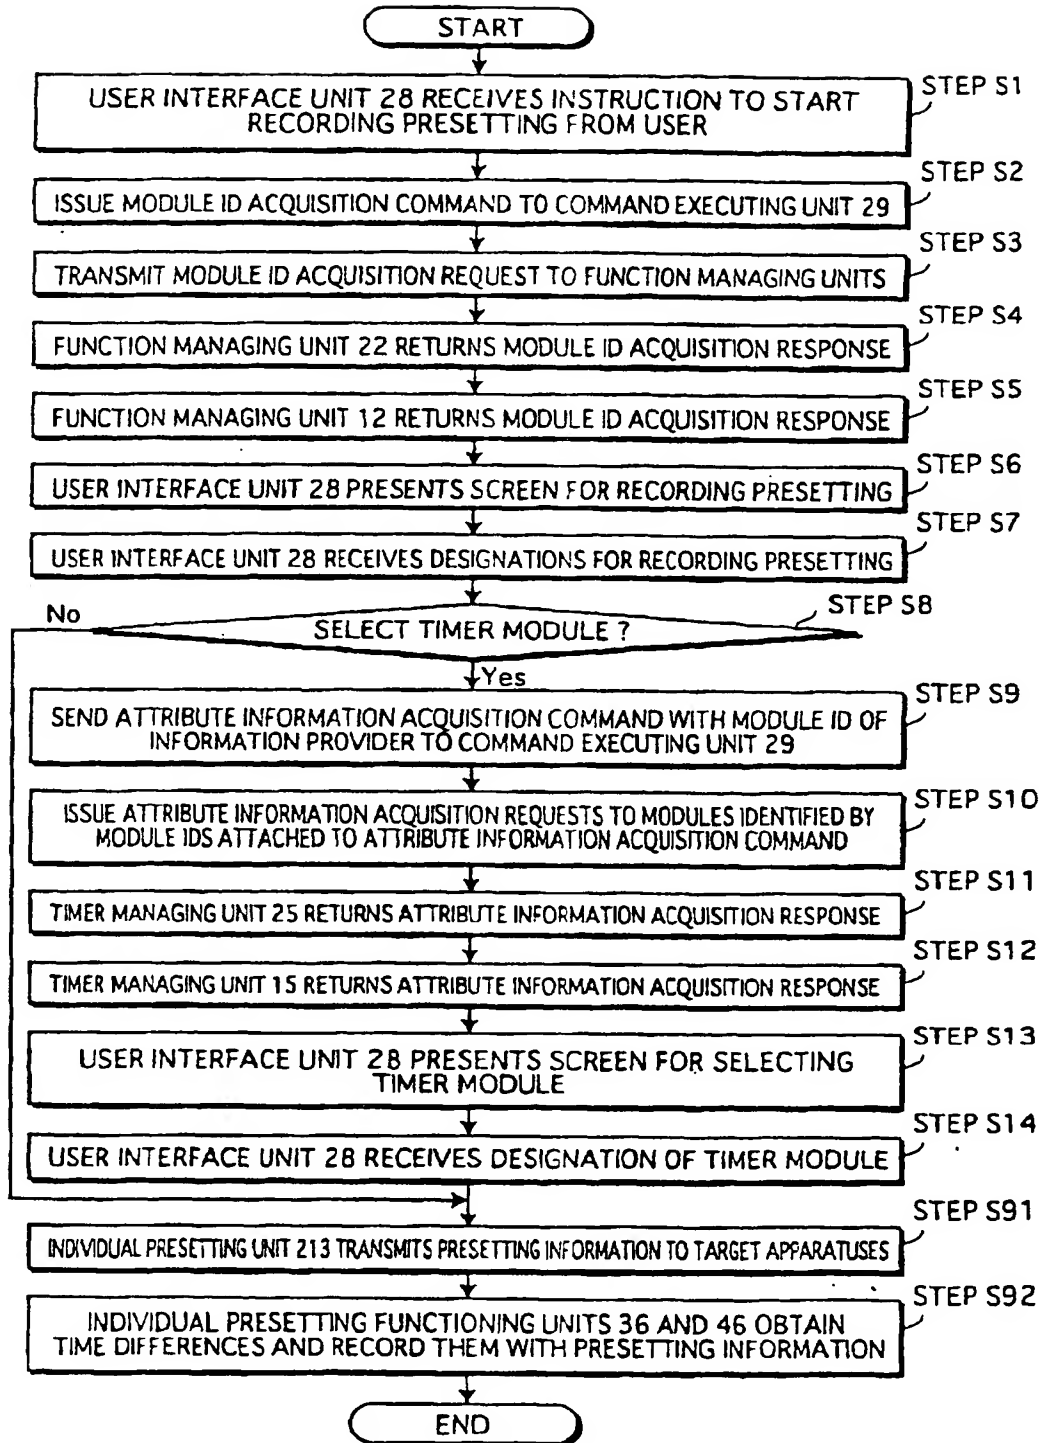 START
STEP S1
USER INTERFACE UNIT 28 RECEIVES INSTRUCTION TO START
RECORDING PRESETTING FROM USER
STEP S2
ISSUE MODULE ID ACQUISITION COMMAND TO COMMAND EXECUTING UNIT 29
STEP S3
TRANSMIT MODULE ID ACQUISITION REQUEST TO FUNCTION MANAGING UNITS
STEP S4
FUNCTION MANAGING UNIT 22 RETURNS MODULE ID ACQUISITION RESPONSE
STEP S5
FUNCTION MANAGING UNIT 12 RETURNS MODULE ID ACQUISITION RESPONSE
STEP S6
USER INTERFACE UNIT 28 PRESENTS SCREEN FOR RECORDING PRESETTING
STEP S7
USER INTERFACE UNIT 28 RECEIVES DESIGNATIONS FOR RECORDING PRESETTING
No
STEP S8
SELECT TIMER MODULE ?
Yes
STEP S9
SEND ATTRIBUTE INFORMATION ACQUISITION COMMAND WITH MODULE ID OF
INFORMATION PROVIDER TO COMMAND EXECUTING UNIT 29
STEP S10
ISSUE ATTRIBUTE INFORMATION ACQUISITION REQUESTS TO MODULES IDENTIFIED BY
MODULE IDS ATTACHED TO ATTRIBUTE INFORMATION ACQUISITION COMMAND
STEP S11
TIMER MANAGING UNIT 25 RETURNS ATTRIBUTE INFORMATION ACQUISITION RESPONSE
STEP S12
TIMER MANAGING UNIT 15 RETURNS ATTRIBUTE INFORMATION ACQUISITION RESPONSE
STEP S13
USER INTERFACE UNIT 28 PRESENTS SCREEN FOR SELECTING
TIMER MODULE
STEP S14
USER INTERFACE UNIT 28 RECEIVES DESIGNATION OF TIMER MODULE
STEP S91
INDIVIDUAL PRESETTING UNIT 213 TRANSMITS PRESETTING INFORMATION TO TARGET APPARATUSES
STEP S92
INDIVIDUAL PRESETTING FUNCTIONING UNITS 36 AND 46 OBTAIN
TIME DIFFERENCES AND RECORD THEM WITH PRESETTING INFORMATION
END